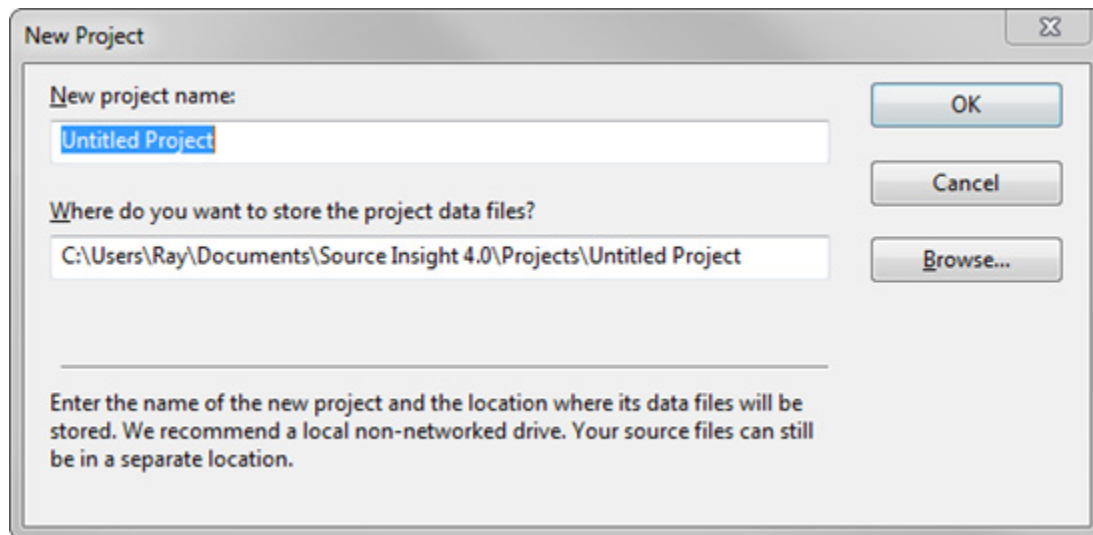 New Project
New project name:
OK
Untitled Project
Cancel
Where do you want to store the project data files?
C:\Users\Ray\Documents\Source Insight 4.0\Projects\Untitled Project
Browse...
Enter the name of the new project and the location where its data files will be
stored. We recommend a local non-networked drive. Your source files can still
be in a separate location.